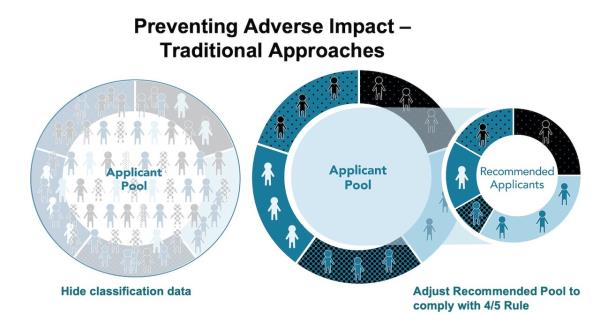 Preventing Adverse Impact –
Traditional Approaches
Applicant
Pool
Hide classification data
Applicant
Pool
Recommended
Applicants
Adjust Recommended Pool to
comply with 4/5 Rule